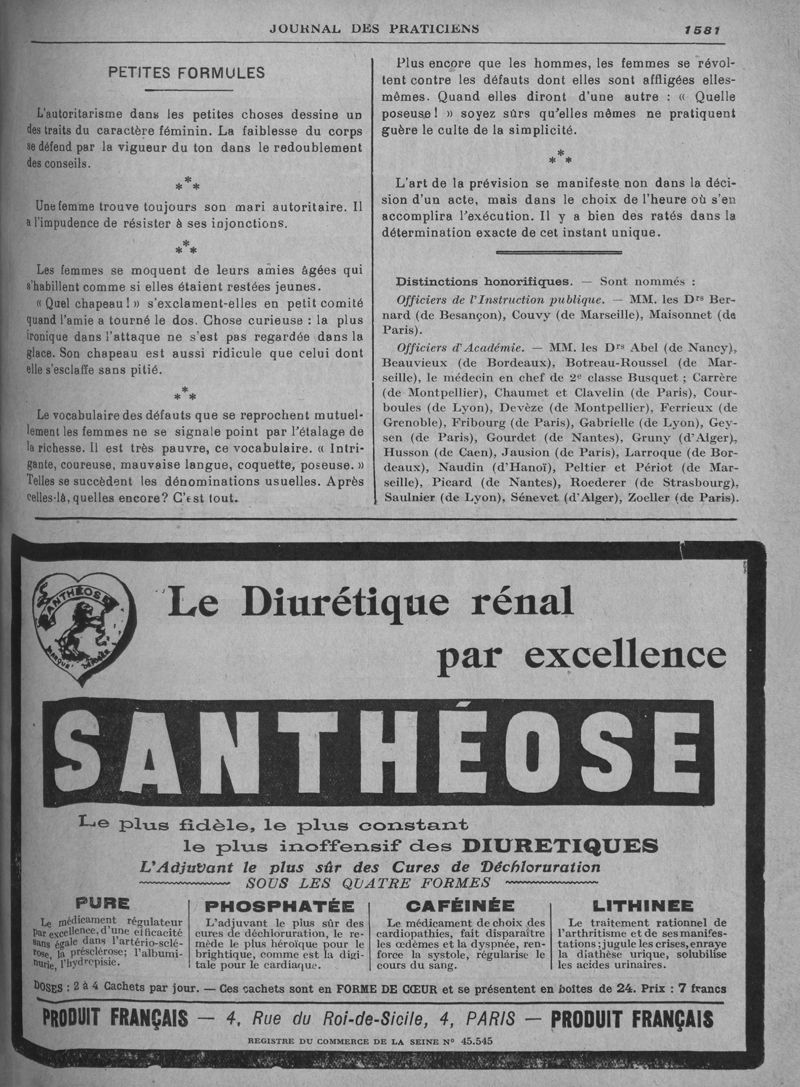 JOURNAL DES PRATICIENS
1581
PETITES FORMULES
L'autoritarisme dans les petites choses dessine un
des traits du caractère féminin. La faiblesse du corps
se défend par la vigueur du ton dans le redoublement
des conseils.
*
* *
Une femme trouve toujours son mari autoritaire. Il
a l'impudence de résister à ses injonctions.
*
* *
Les femmes se moquent de leurs amies âgées qui
s'habillent comme si elles étaient restées jeunes.
« Quel chapeau ! » s'exclament-elles en petit comité
quand l'amie a tourné le dos. Chose curieuse : la plus
ironique dans l'attaque ne s'est pas regardée dans la
glace. Son chapeau est aussi ridicule que celui dont
elle s'esclaffe sans pitié.
*
* *
Le vocabulaire des défauts que se reprochent mutuel-
lement les femmes ne se signale point par l'étalage de
la richesse. Il est très pauvre, ce vocabulaire. « Intri-
gante, coureuse, mauvaise langue, coquette, poseuse. »
Telles se succèdent les dénominations usuelles. Après
celles-là, quelles encore? C'est tout.
Plus encore que les hommes, les femmes se révol-
tent contre les défauts dont elles sont affligées elles-
mêmes. Quand elles diront d'une autre : « Quelle
poseuse ! » soyez sûrs qu'elles mêmes ne pratiquent
guère le culte de la simplicité.
*
* *
L'art de la prévision se manifeste non dans la déci-
sion d'un acte, mais dans le choix de l'heure où s'en
accomplira l'exécution. Il y a bien des ratés dans la
détermination exacte de cet instant unique.
Distinctions honorifiques. — Sont nommés :
Officiers de l'Instruction publique. — MM. les Drs Ber-
nard (de Besançon), Couvy (de Marseille), Maisonnet (de
Paris).
Officiers d'Académie. — MM. les Drs Abel (de Nancy),
Beauvieux (de Bordeaux), Botreau-Roussel (de Mar-
seille), le médecin en chef de 2e classe Busquet ; Carrère
(de Montpellier), Chaumet et Clavelin (de Paris), Cour-
boules (de Lyon), Devèze (de Montpellier), Ferrieux (de
Grenoble), Fribourg (de Paris), Gabrielle (de Lyon), Gey-
sen (de Paris), Gourdet (de Nantes), Gruny (d'Alger),
Husson (de Caen), Jausion (de Paris), Larroque (de Bor-
deaux), Naudin (d'Hanoï), Peltier et Périot (de Mar-
seille), Picard (de Nantes), Roederer (de Strasbourg),
Saulnier (de Lyon), Sénevet (d'Alger), Zoeller (de Paris).
SANTHÉOSE
MARQUE DÉPOSÉE
Le Diurétique rénal
par excellence
SANTHÉOSE
Le plus fidèle, le plus constant
le plus inoffensif des DIURETIQUES
L'Adjuvant le plus sûr des Cures de Déchloruration
SOUS LES QUATRE FORMES
PURE
Le médicament régulateur
par excellence, d'une efficacité
sans égale dans l'artério-sclé-
rose, la présclérose; l'albumi-
nurie, l'hydropisie.
PHOSPHATÉE
L'adjuvant le plus sûr des
cures de déchloruration, le re-
mède le plus héroïque pour le
brightique, comme est la digi-
tale pour le cardiaque.
CAFÉINÉE
Le médicament de choix des
cardiopathies, fait disparaître
les œdèmes et la dyspnée, ren-
force la systole, régularise le
cours du sang.
LITHINEE
Le traitement rationnel de
l'arthritisme et de ses manifes-
tations ; jugule les crises, enraye
la diathèse urique, solubilise
les acides urinaires.
DOSES : 2 à 4 Cachets par jour. — Ces cachets sont en FORME DE CŒUR et se présentent en boîtes de 24. Prix : 7 francs
PRODUIT FRANÇAIS — 4, Rue du Roi-de-Sicile, 4, PARIS — PRODUIT FRANÇAIS
REGISTRE DU COMMERCE DE LA SEINE No 45.545